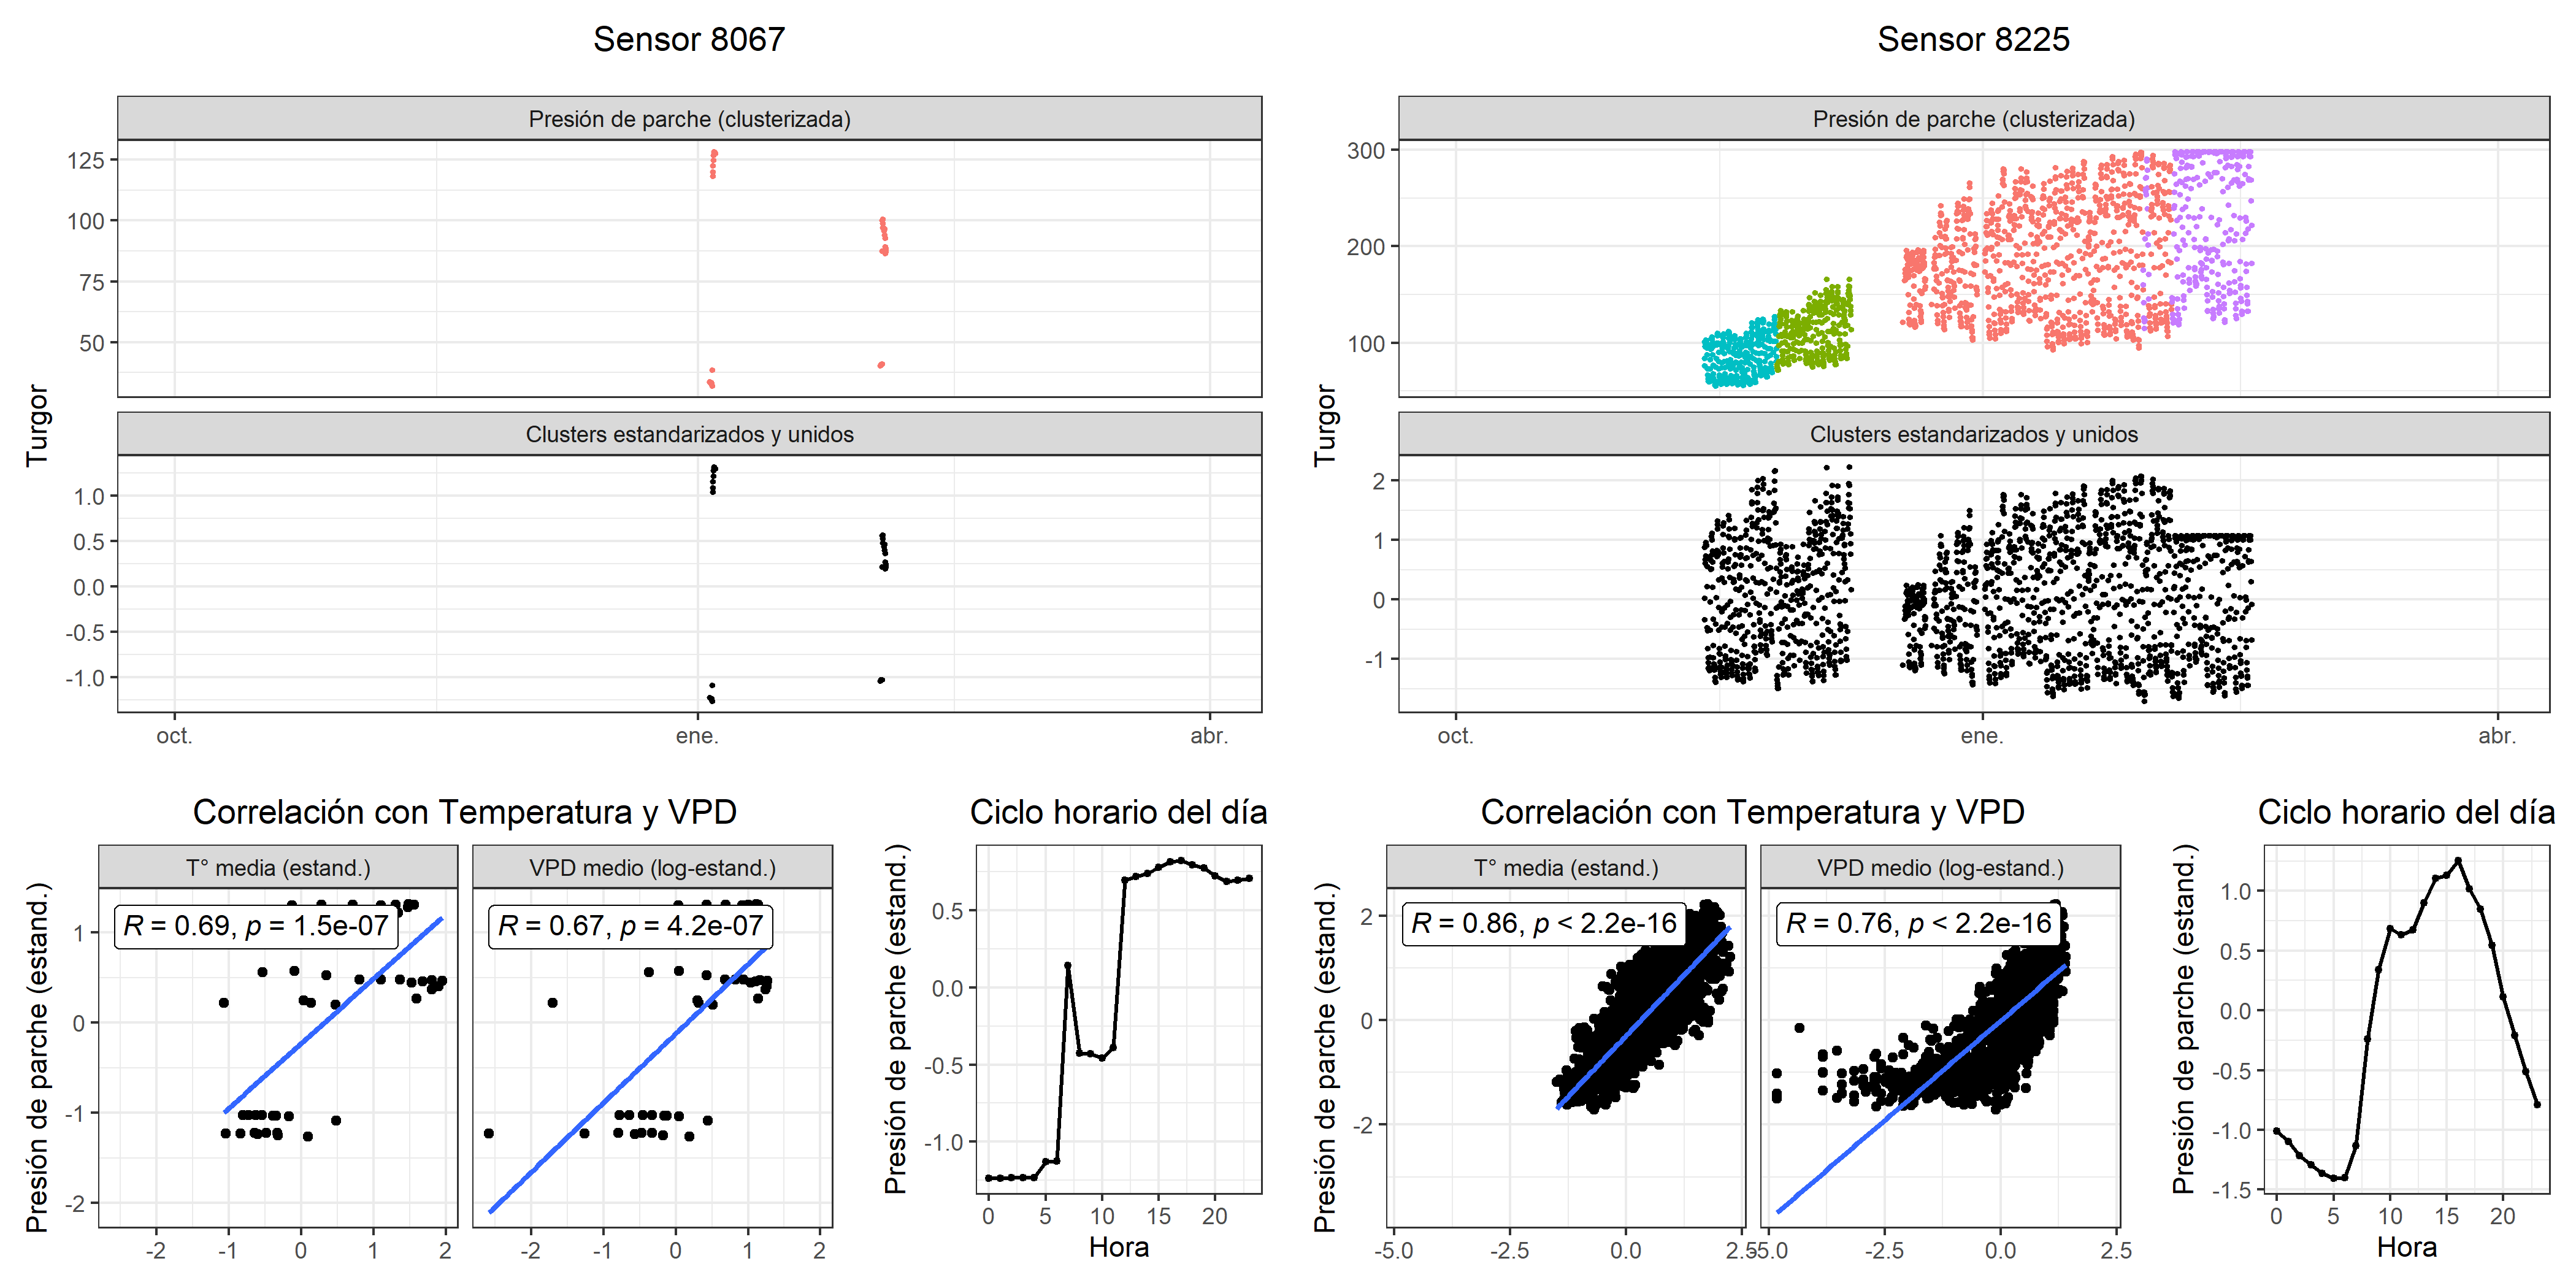 Sensor 8067
Presión de parche (clusterizada)
125
100
75
50
Turgor
Clusters estandarizados y unidos
1.0
0.5
0.0
-0.5
-1.0
oct. ene. abr.
Correlación con Temperatura y VPD
T° media (estand.) VPD medio (log-estand.)
R = 0.69, p = 1.5e-07 R = 0.67, p = 4.2e-07
Presión de parche (estand.)
1
0
-1
-2
-2 -1 0 1 2 -2 -1 0 1 2
Ciclo horario del día
Presión de parche (estand.)
0.5
0.0
-0.5
-1.0
0 5 10 15 20
Hora
Sensor 8225
Presión de parche (clusterizada)
300
200
100
Turgor
Clusters estandarizados y unidos
2
1
0
-1
oct. ene. abr.
Correlación con Temperatura y VPD
T° media (estand.) VPD medio (log-estand.)
R = 0.86, p < 2.2e-16 R = 0.76, p < 2.2e-16
Presión de parche (estand.)
2
0
-2
-5.0 -2.5 0.0 2.5 -5.0 -2.5 0.0 2.5
Ciclo horario del día
Presión de parche (estand.)
1.0
0.5
0.0
-0.5
-1.0
-1.5
0 5 10 15 20
Hora